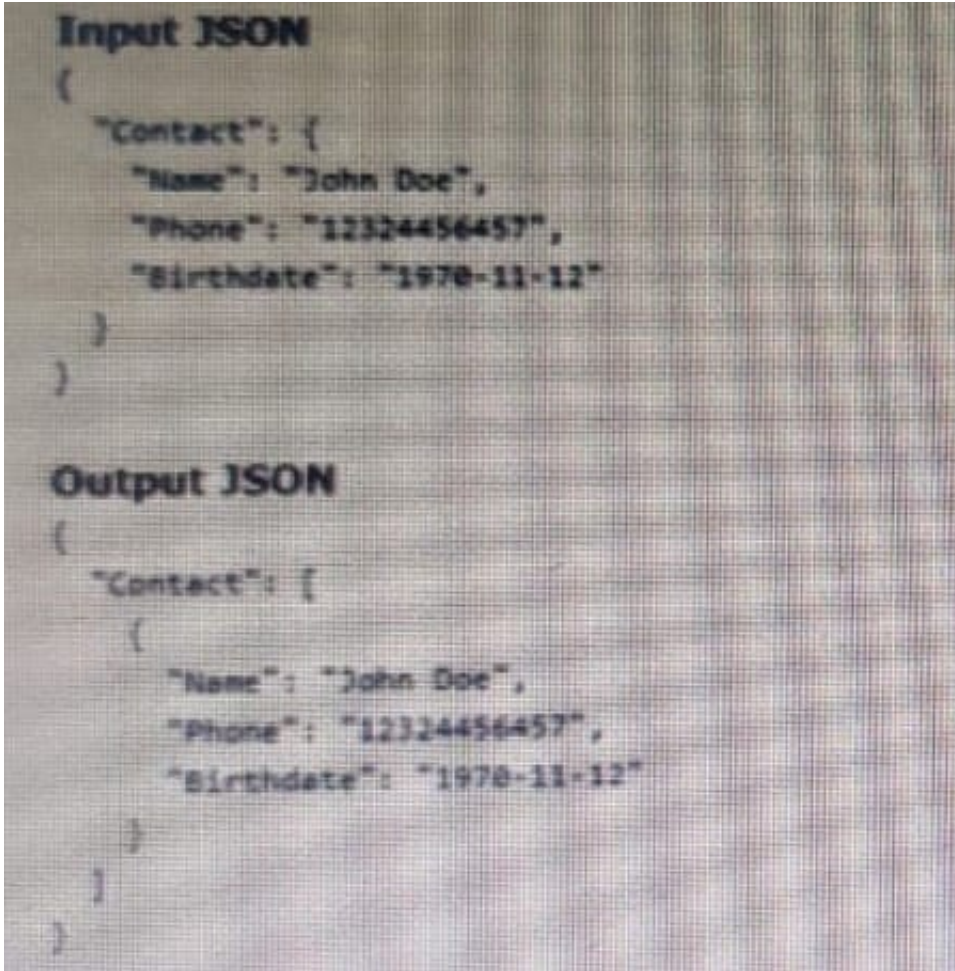 Input JSON
{
"Contact": {
"Name": "John Doe",
"Phone": "12324456457",
"Birthdate": "1970-11-12"
}
}
Output JSON
{
"Contact": [
{
"Name": "John Doe",
"Phone": "12324456457",
"Birthdate": "1970-11-12"
}
]
}